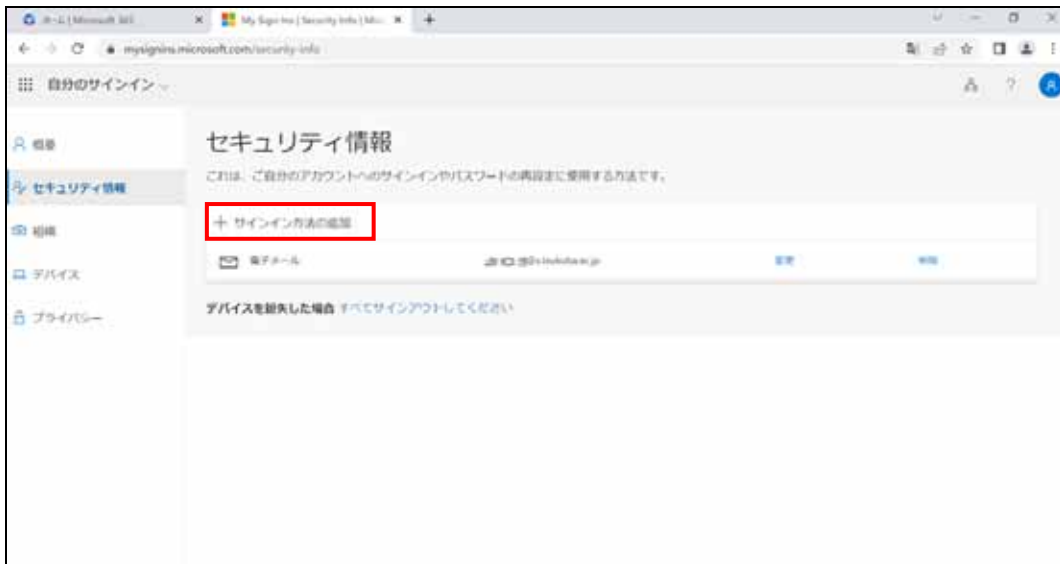 ホーム | Microsoft 365
My Sign-Ins | Security Info | Mic
mysignins.microsoft.com/security-info
自分のサインイン
?
概要
セキュリティ情報
組織
デバイス
プライバシー
セキュリティ情報
これは、ご自分のアカウントへのサインインやパスワードの再設定に使用する方法です。
+ サインイン方法の追加
電子メール
変更
削除
デバイスを紛失した場合 すべてサインアウトしてください